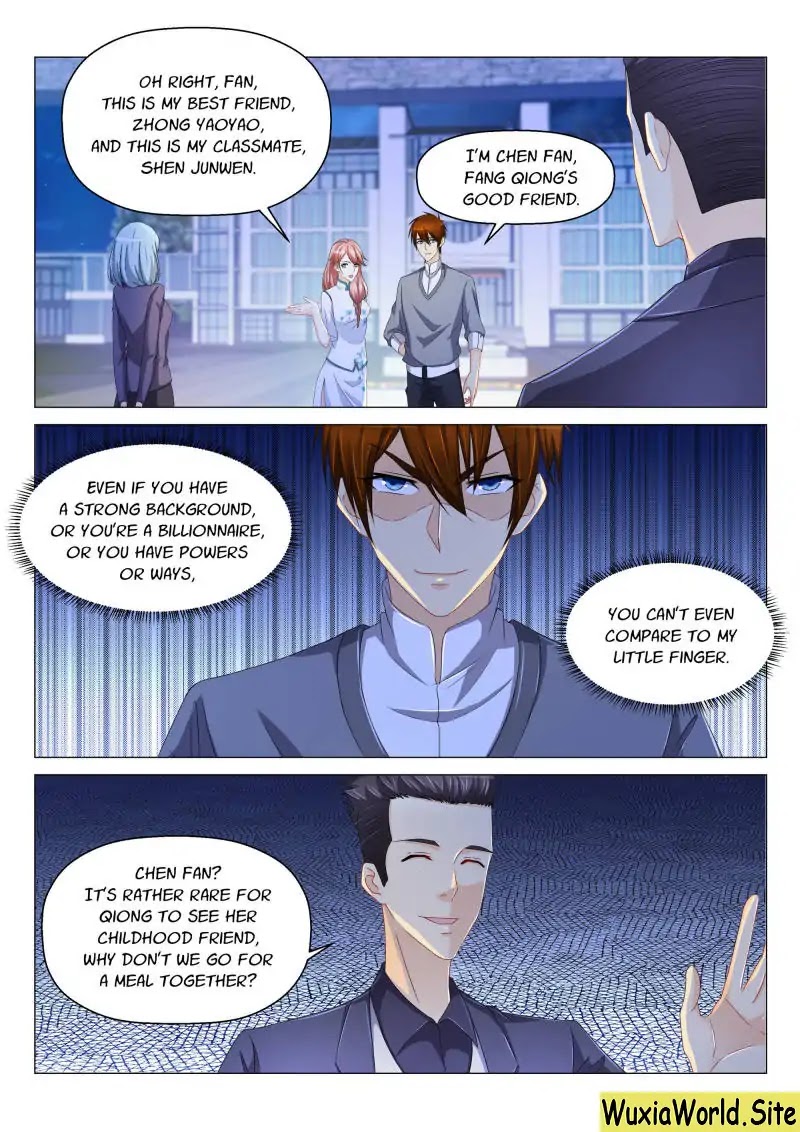 OH RIGHT, FAN,
THIS IS MY BEST FRIEND,
ZHONG YAOYAO,
AND THIS IS MY CLASSMATE,
SHEN JUNWEN.
I'M CHEN FAN,
FANG QIONG'S
GOOD FRIEND.
EVEN IF YOU HAVE
A STRONG BACKGROUND,
OR YOU'RE A BILLIONNAIRE,
OR YOU HAVE POWERS
OR WAYS,
YOU CAN'T EVEN
COMPARE TO MY
LITTLE FINGER.
CHEN FAN?
IT'S RATHER RARE FOR
QIONG TO SEE HER
CHILDHOOD FRIEND,
WHY DON'T WE GO FOR
A MEAL TOGETHER?
WuxiaWorld.Site